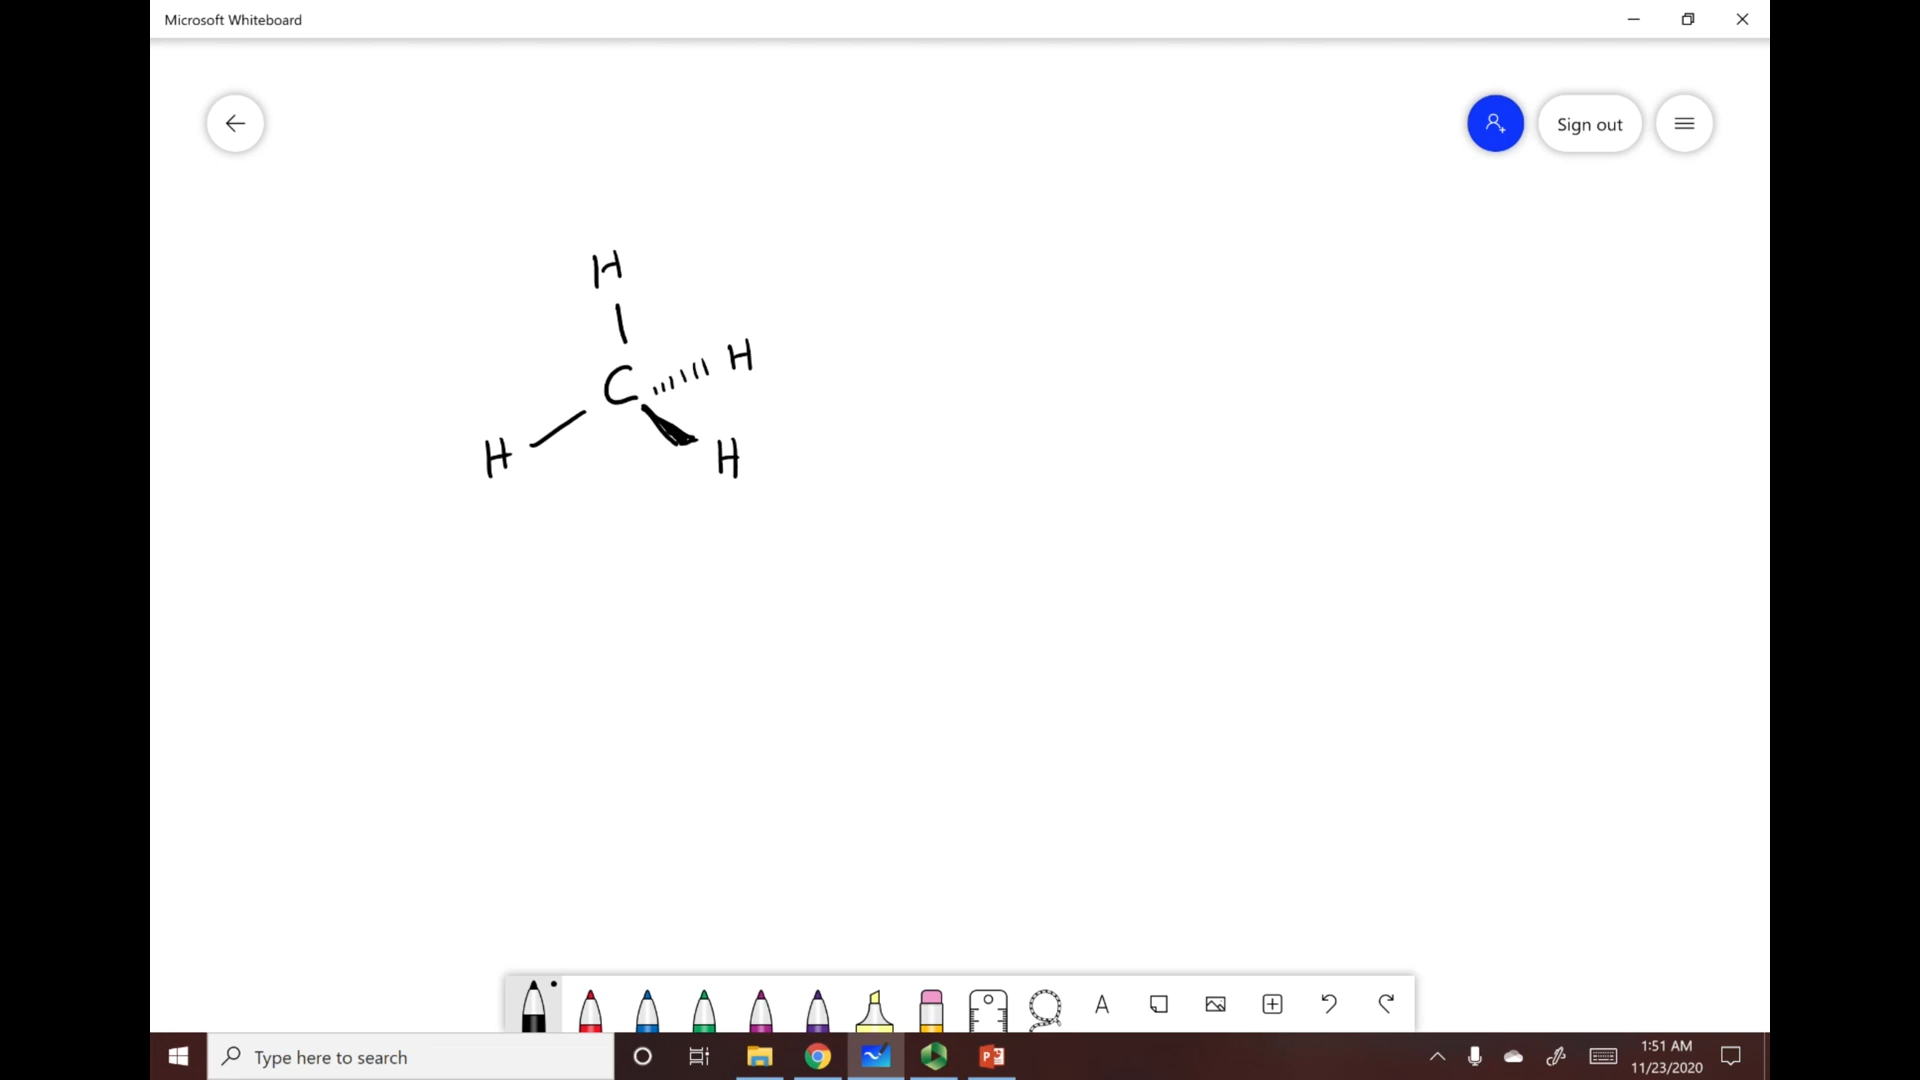 Microsoft Whiteboard
Sign out
H
H
C
H
H
A
Type here to search
1:51 AM
11/23/2020